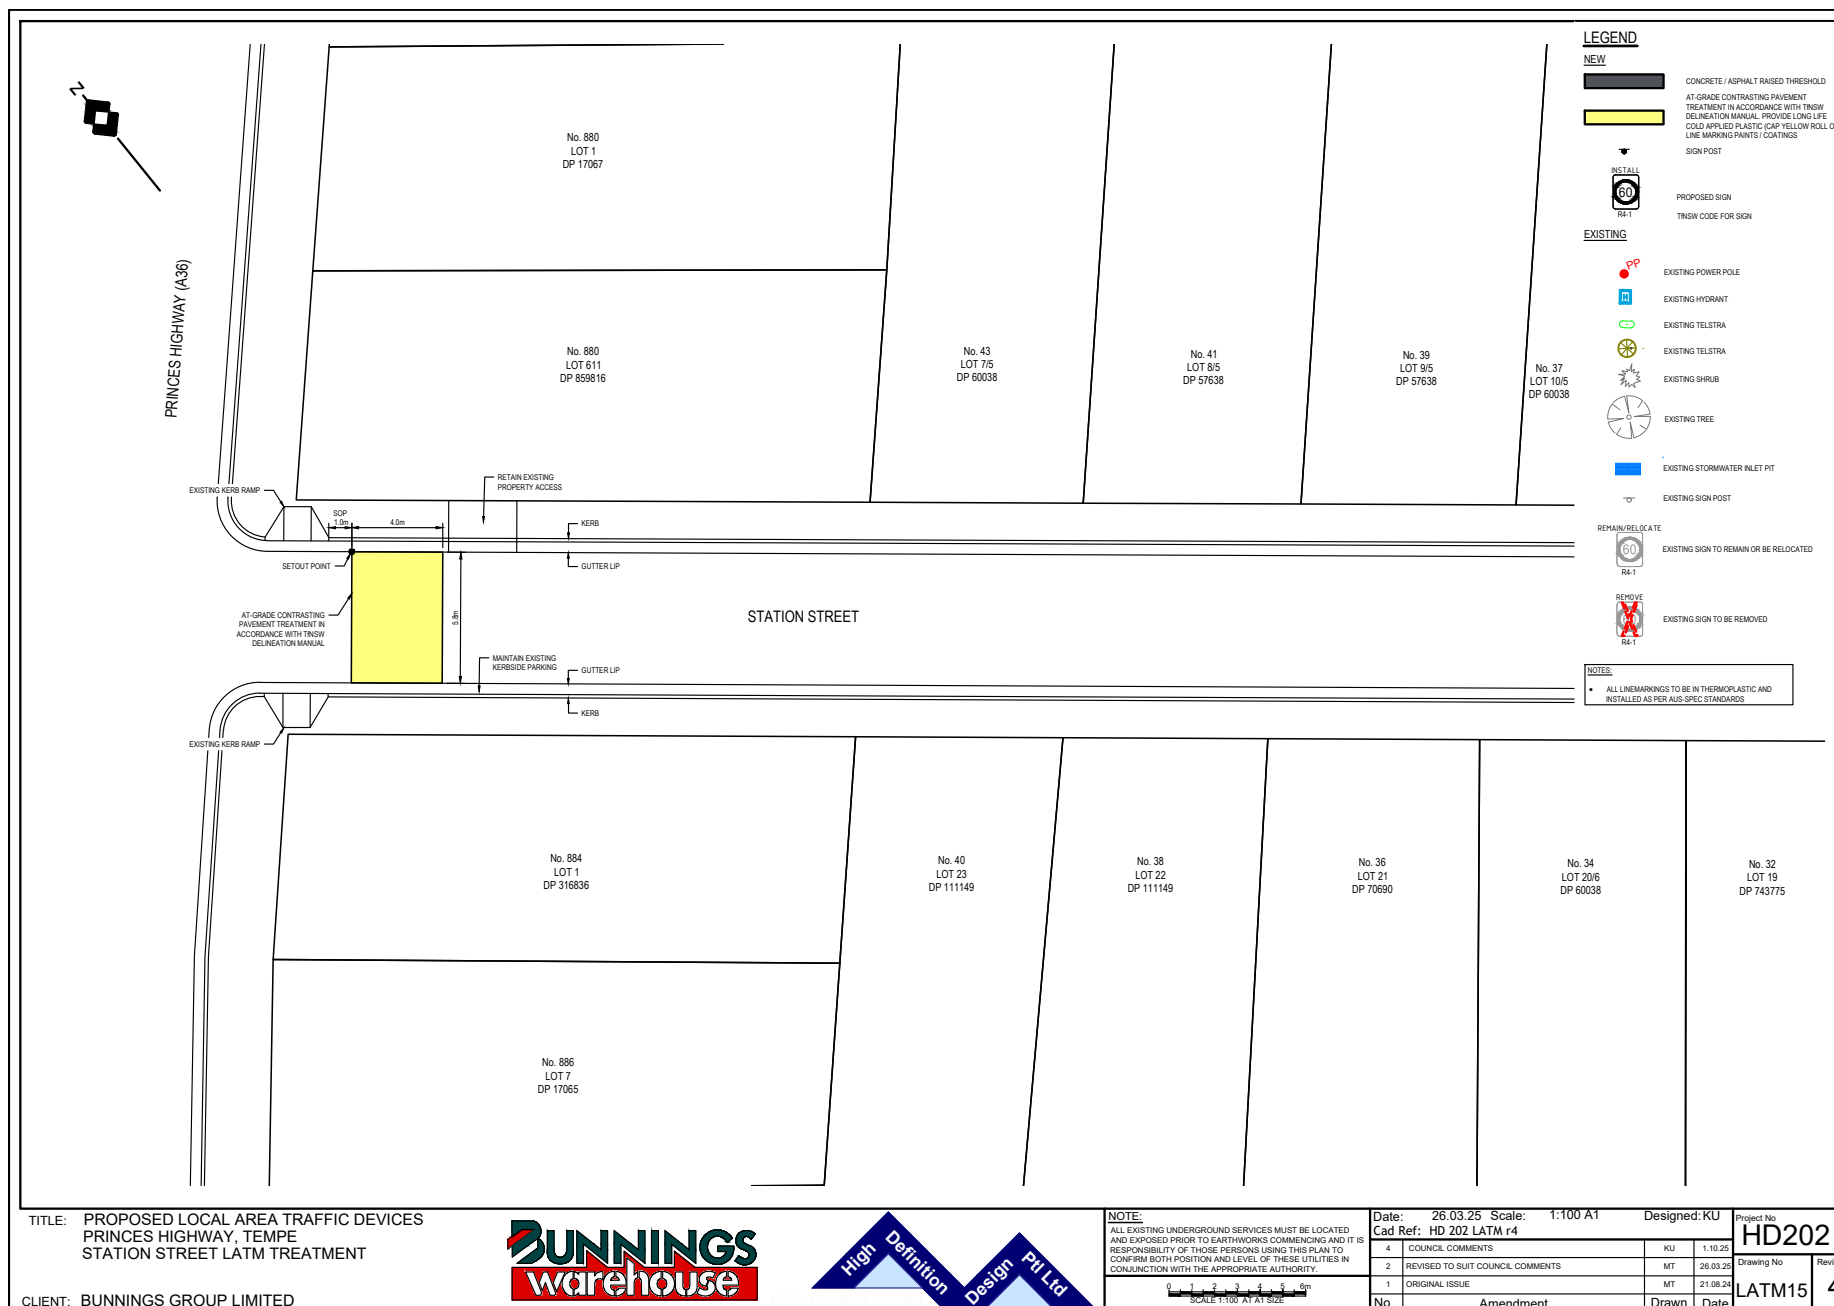 LEGEND
NEW
CONCRETE / ASPHALT RAISED THRESHOLD
AT-GRADE CONTRASTING PAVEMENT
TREATMENT IN ACCORDANCE WITH TfNSW
DELINEATION MANUAL. PROVIDE LONG LIFE
COLD APPLIED PLASTIC (CAP YELLOW ROLL O
LINE MARKING PAINTS / COATINGS
SIGN POST
INSTALL
60
R4-1
PROPOSED SIGN
TfNSW CODE FOR SIGN
EXISTING
PP
EXISTING POWER POLE
H
EXISTING HYDRANT
EXISTING TELSTRA
EXISTING TELSTRA
EXISTING SHRUB
EXISTING TREE
EXISTING STORMWATER INLET PIT
EXISTING SIGN POST
REMAIN/RELOCATE
60
R4-1
EXISTING SIGN TO REMAIN OR BE RELOCATED
REMOVE
R4-1
EXISTING SIGN TO BE REMOVED
NOTES:
• ALL LINEMARKINGS TO BE IN THERMOPLASTIC AND
INSTALLED AS PER AUS-SPEC STANDARDS
Z
PRINCES HIGHWAY (A36)
No. 880
LOT 1
DP 17067
No. 880
LOT 611
DP 859816
No. 43
LOT 7/5
DP 60038
No. 41
LOT 8/5
DP 57638
No. 39
LOT 9/5
DP 57638
No. 37
LOT 10/5
DP 60038
EXISTING KERB RAMP
SOP
1.0m
4.0m
RETAIN EXISTING
PROPERTY ACCESS
KERB
GUTTER LIP
SETOUT POINT
AT-GRADE CONTRASTING
PAVEMENT TREATMENT IN
ACCORDANCE WITH TfNSW
DELINEATION MANUAL
5.8m
STATION STREET
MAINTAIN EXISTING
KERBSIDE PARKING
GUTTER LIP
KERB
EXISTING KERB RAMP
No. 884
LOT 1
DP 316836
No. 40
LOT 23
DP 111149
No. 38
LOT 22
DP 111149
No. 36
LOT 21
DP 70690
No. 34
LOT 20/6
DP 60038
No. 32
LOT 19
DP 743775
No. 886
LOT 7
DP 17065
TITLE: PROPOSED LOCAL AREA TRAFFIC DEVICES
PRINCES HIGHWAY, TEMPE
STATION STREET LATM TREATMENT
CLIENT: BUNNINGS GROUP LIMITED
BUNNINGS
warehouse
High Definition Design Ptl Ltd
NOTE:
ALL EXISTING UNDERGROUND SERVICES MUST BE LOCATED
AND EXPOSED PRIOR TO EARTHWORKS COMMENCING AND IT IS
RESPONSIBILITY OF THOSE PERSONS USING THIS PLAN TO
CONFIRM BOTH POSITION AND LEVEL OF THESE UTILITIES IN
CONJUNCTION WITH THE APPROPRIATE AUTHORITY.
0 1 2 3 4 5 6m
SCALE 1:100 AT A1 SIZE
Date: 26.03.25 Scale: 1:100 A1 Designed: KU
Cad Ref: HD 202 LATM r4
4 COUNCIL COMMENTS KU 1.10.25
2 REVISED TO SUIT COUNCIL COMMENTS MT 26.03.25
1 ORIGINAL ISSUE MT 21.08.24
No. Amendment Drawn Date
Project No
HD202
Drawing No Revi
LATM15 4